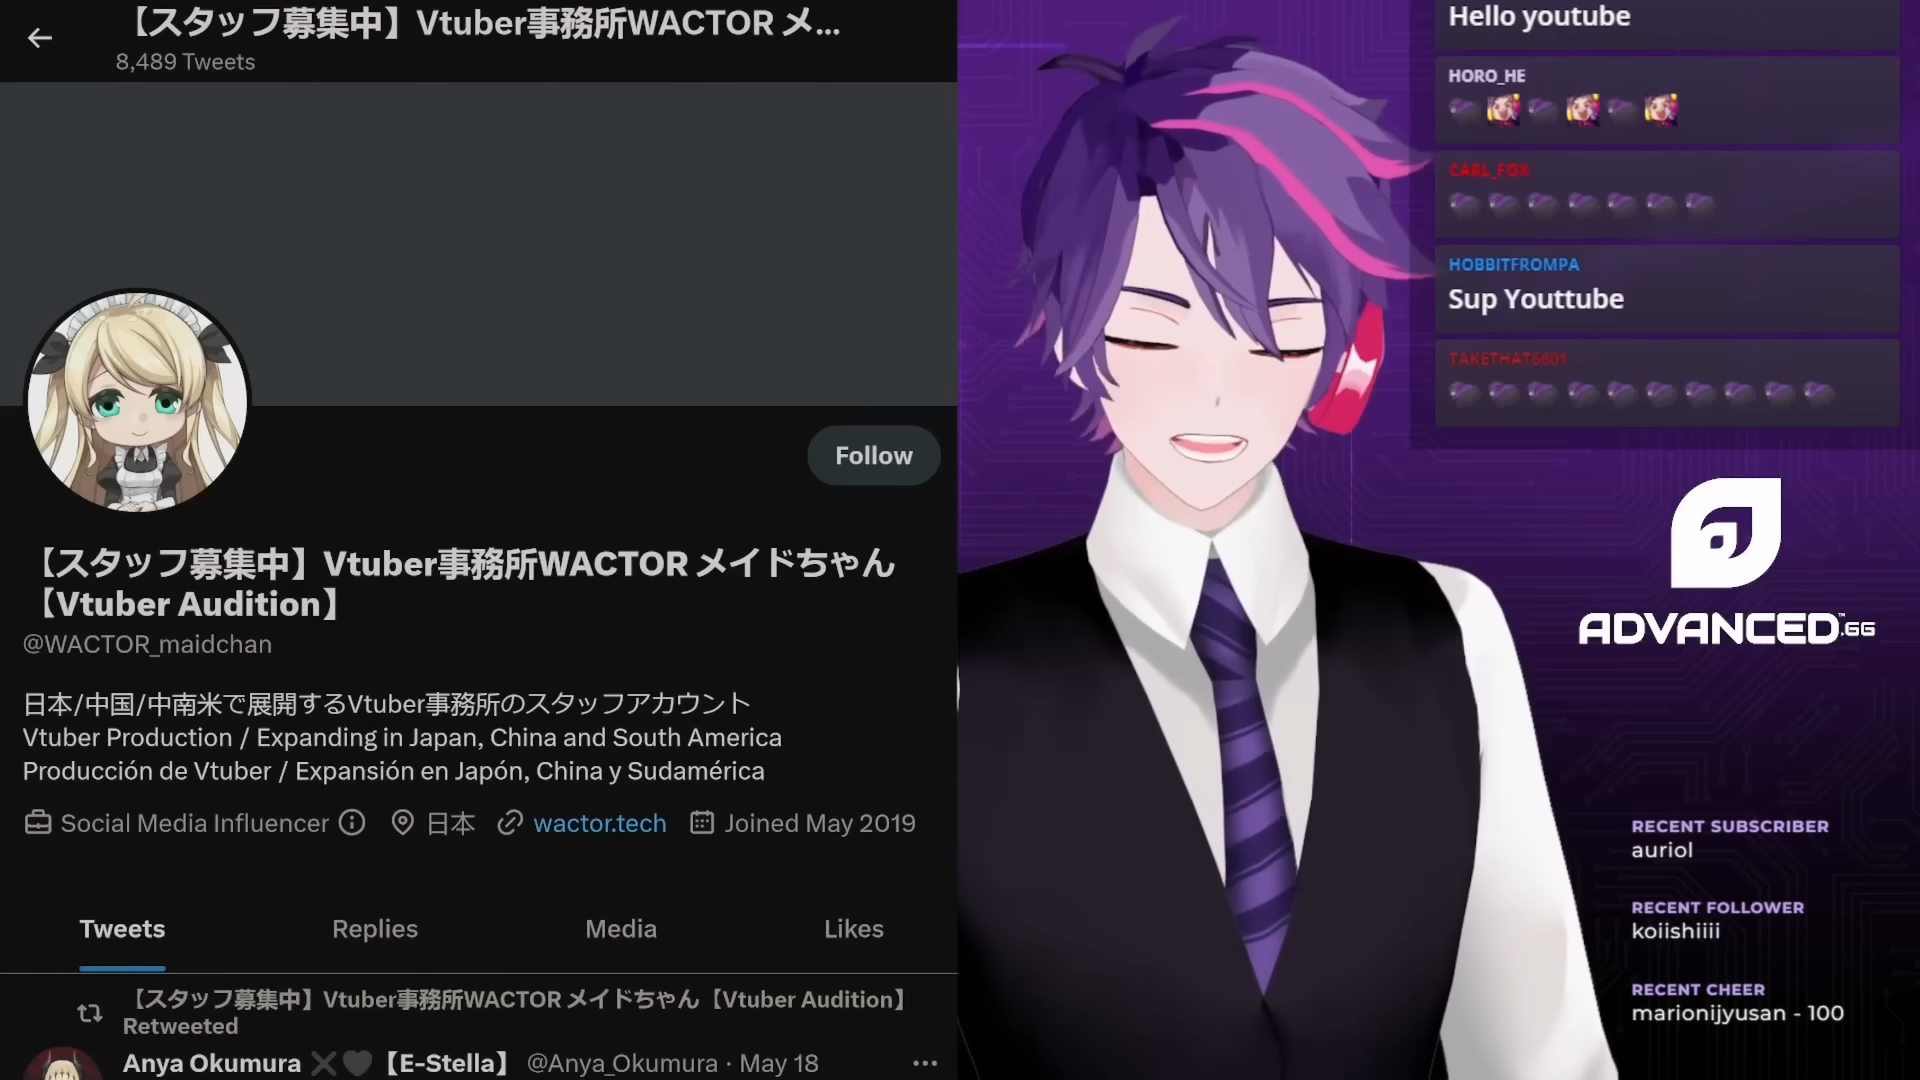 【スタッフ募集中】Vtuber事務所WACTOR メ...
8,489 Tweets
Follow
【スタッフ募集中】Vtuber事務所WACTOR メイドちゃん
【Vtuber Audition】
@WACTOR_maidchan
日本/中国/中南米で展開するVtuber事務所のスタッフアカウント
Vtuber Production / Expanding in Japan, China and South America
Producción de Vtuber / Expansión en Japón, China y Sudamérica
Social Media Influencer 日本 wactor.tech Joined May 2019
Tweets Replies Media Likes
【スタッフ募集中】Vtuber事務所WACTOR メイドちゃん【Vtuber Audition】
Retweeted
Anya Okumura 【E-Stella】 @Anya_Okumura · May 18
Hello youtube
HORO_HE
CARL_FOX
HOBBITFROMPA
Sup Youttube
TAKETHAT6601
ADVANCED.GG
RECENT SUBSCRIBER
auriol
RECENT FOLLOWER
koiishiiii
RECENT CHEER
marionijyusan - 100